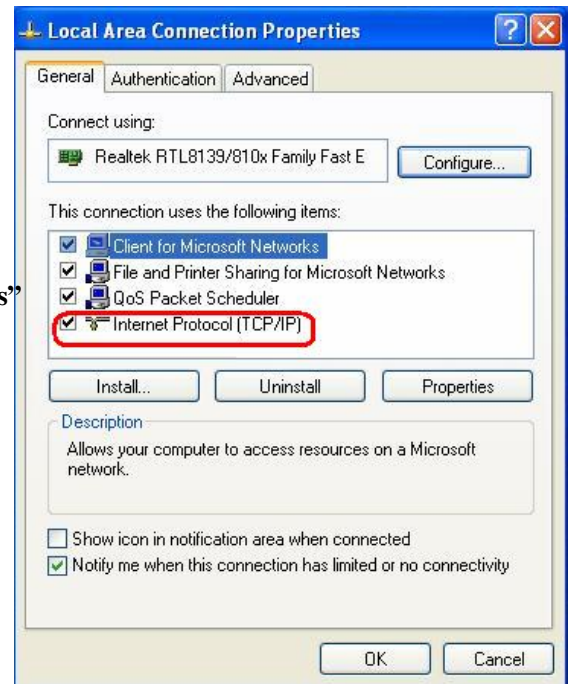 Local Area Connection Properties
General Authentication Advanced
Connect using:
Realtek RTL8139/810x Family Fast E Configure...
This connection uses the following items:
Client for Microsoft Networks
File and Printer Sharing for Microsoft Networks
s”
QoS Packet Scheduler
Internet Protocol (TCP/IP)
Install... Uninstall Properties
Description
Allows your computer to access resources on a Microsoft
network.
Show icon in notification area when connected
Notify me when this connection has limited or no connectivity
OK Cancel